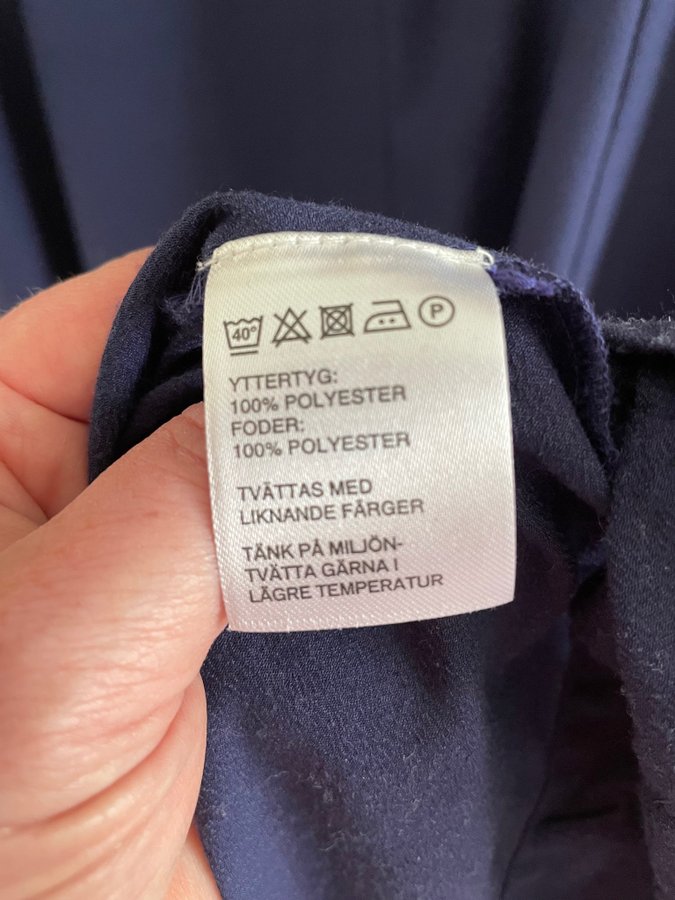 40°
P
YTTERTYG:
100% POLYESTER
FODER:
100% POLYESTER
TVÄTTAS MED
LIKNANDE FÄRGER
TÄNK PÅ MILJÖN-
TVÄTTA GÄRNA I
LÄGRE TEMPERATUR